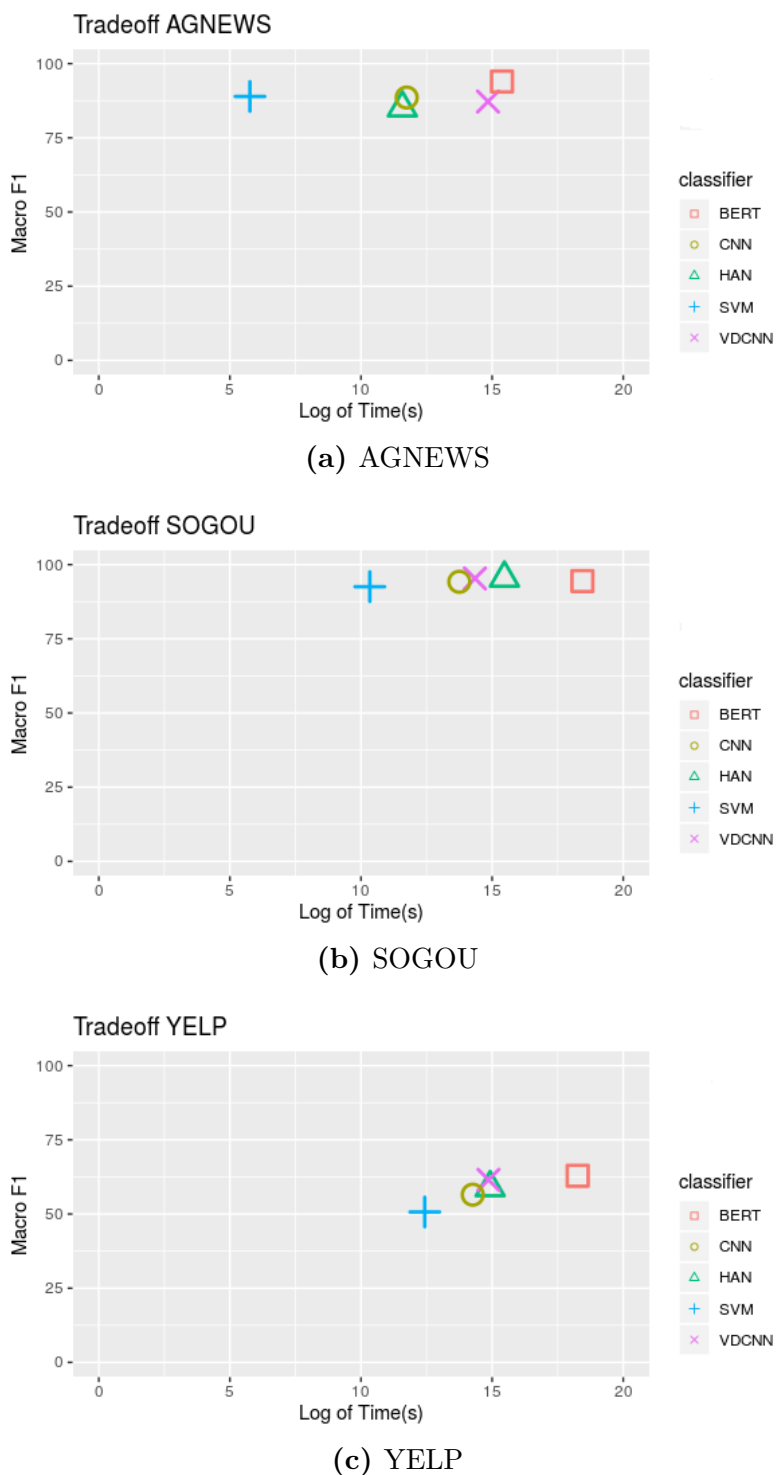 Tradeoff AGNEWS
100
75
50
25
0
Macro F1
0 5 10 15 20
Log of Time(s)
classifier
BERT
CNN
HAN
SVM
VDCNN
(a) AGNEWS
Tradeoff SOGOU
100
75
50
25
0
Macro F1
0 5 10 15 20
Log of Time(s)
classifier
BERT
CNN
HAN
SVM
VDCNN
(b) SOGOU
Tradeoff YELP
100
75
50
25
0
Macro F1
0 5 10 15 20
Log of Time(s)
classifier
BERT
CNN
HAN
SVM
VDCNN
(c) YELP